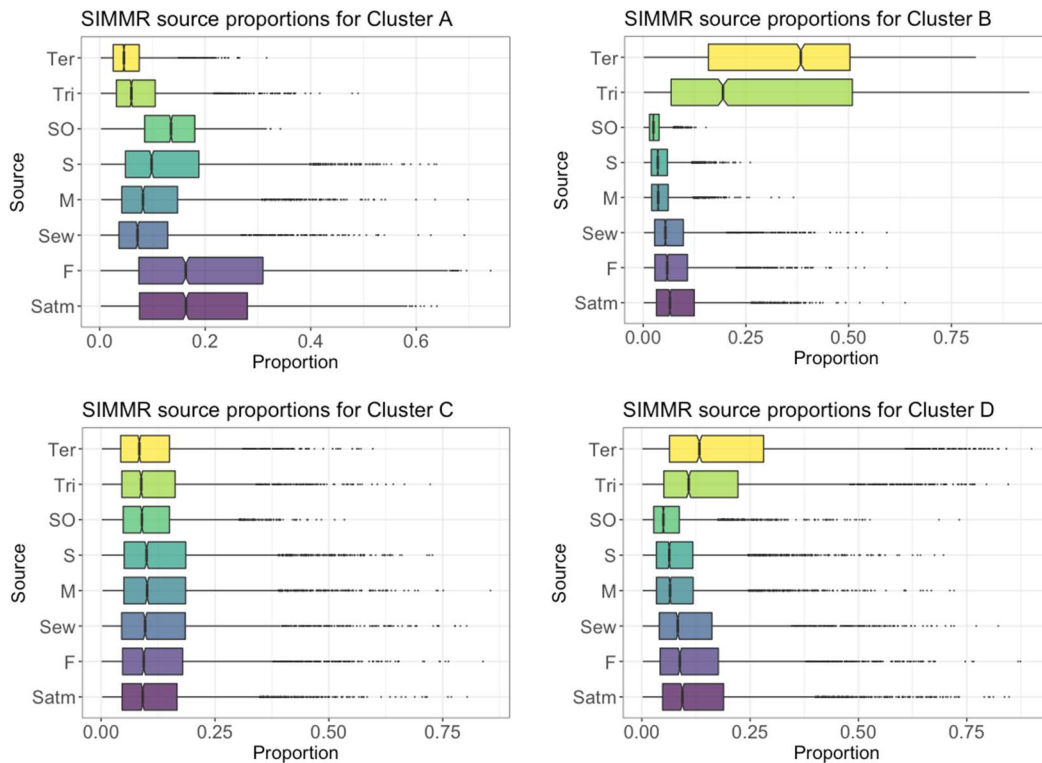 SIMMR source proportions for Cluster A
Ter
Tri
SO
S
M
Sew
F
Satm
Source
0.0 0.2 0.4 0.6
Proportion
SIMMR source proportions for Cluster B
Ter
Tri
SO
S
M
Sew
F
Satm
Source
0.00 0.25 0.50 0.75
Proportion
SIMMR source proportions for Cluster C
Ter
Tri
SO
S
M
Sew
F
Satm
Source
0.00 0.25 0.50 0.75
Proportion
SIMMR source proportions for Cluster D
Ter
Tri
SO
S
M
Sew
F
Satm
Source
0.00 0.25 0.50 0.75
Proportion